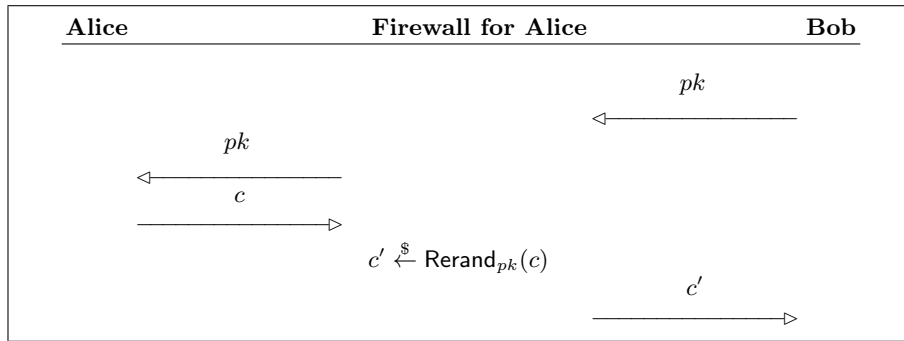 Alice Firewall for Alice Bob
pk
pk
c
c′ $← Rerand_pk(c)
c′